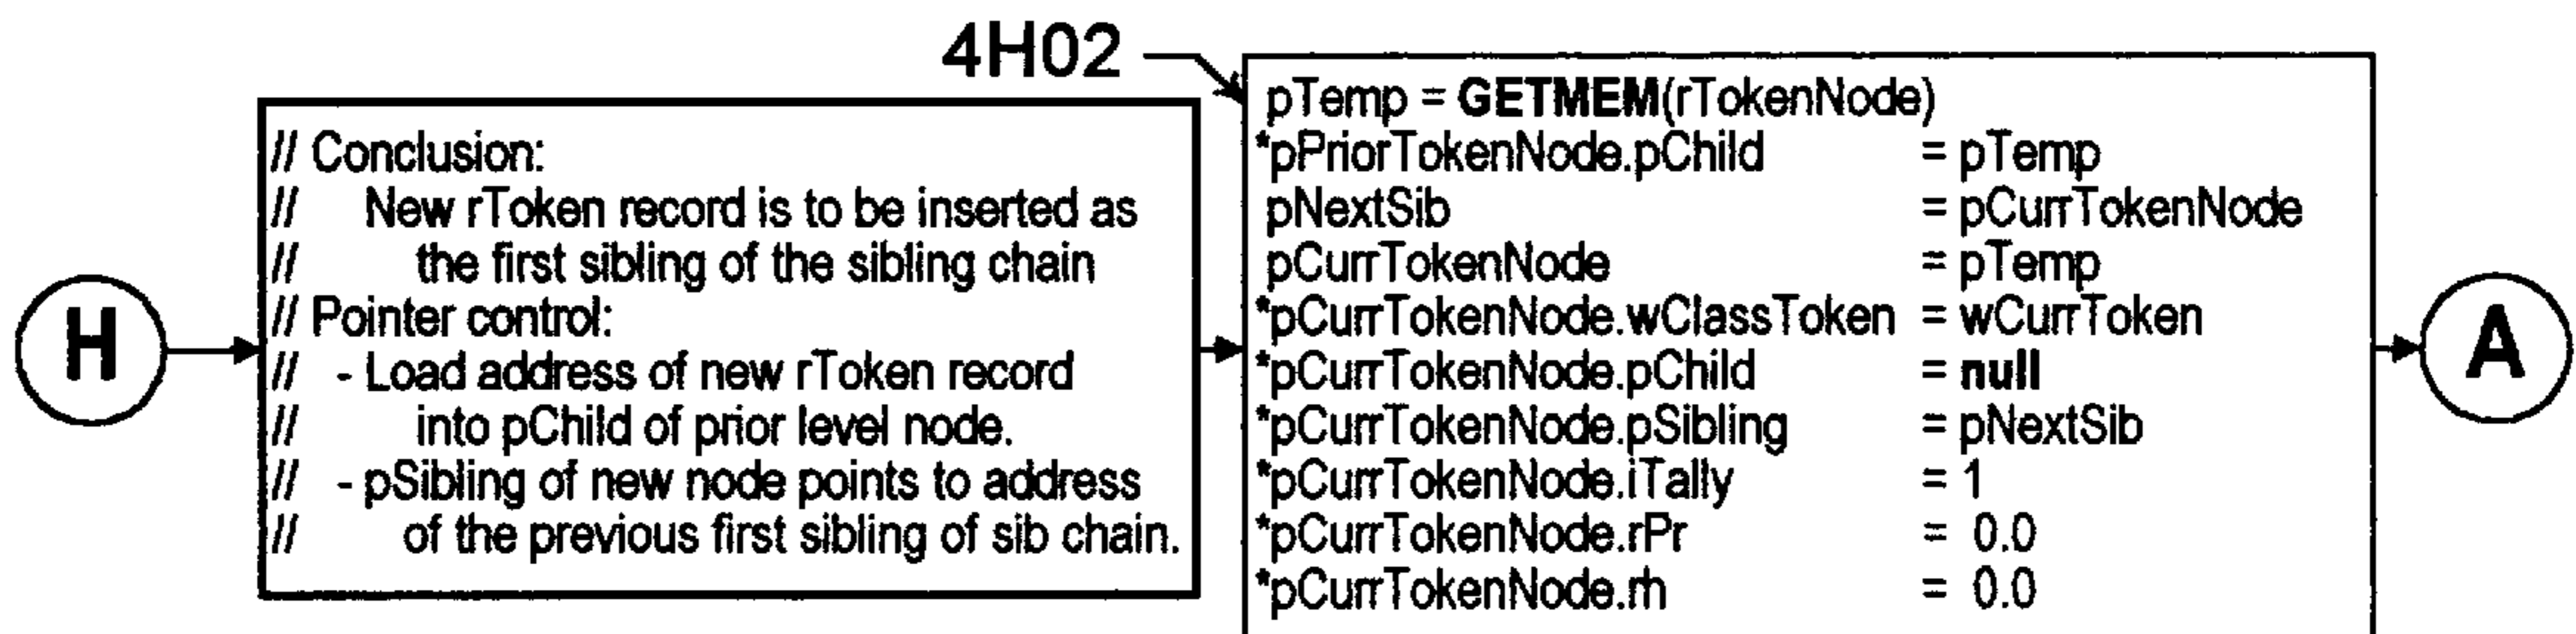 4H02
H
// Conclusion:
// New rToken record is to be inserted as
// the first sibling of the sibling chain
// Pointer control:
// - Load address of new rToken record
// into pChild of prior level node.
// - pSibling of new node points to address
// of the previous first sibling of sib chain.
pTemp = GETMEM(rTokenNode)
*pPriorTokenNode.pChild = pTemp
pNextSib = pCurrTokenNode
pCurrTokenNode = pTemp
*pCurrTokenNode.wClassToken = wCurrToken
*pCurrTokenNode.pChild = null
*pCurrTokenNode.pSibling = pNextSib
*pCurrTokenNode.iTally = 1
*pCurrTokenNode.rPr = 0.0
*pCurrTokenNode.rh = 0.0
A